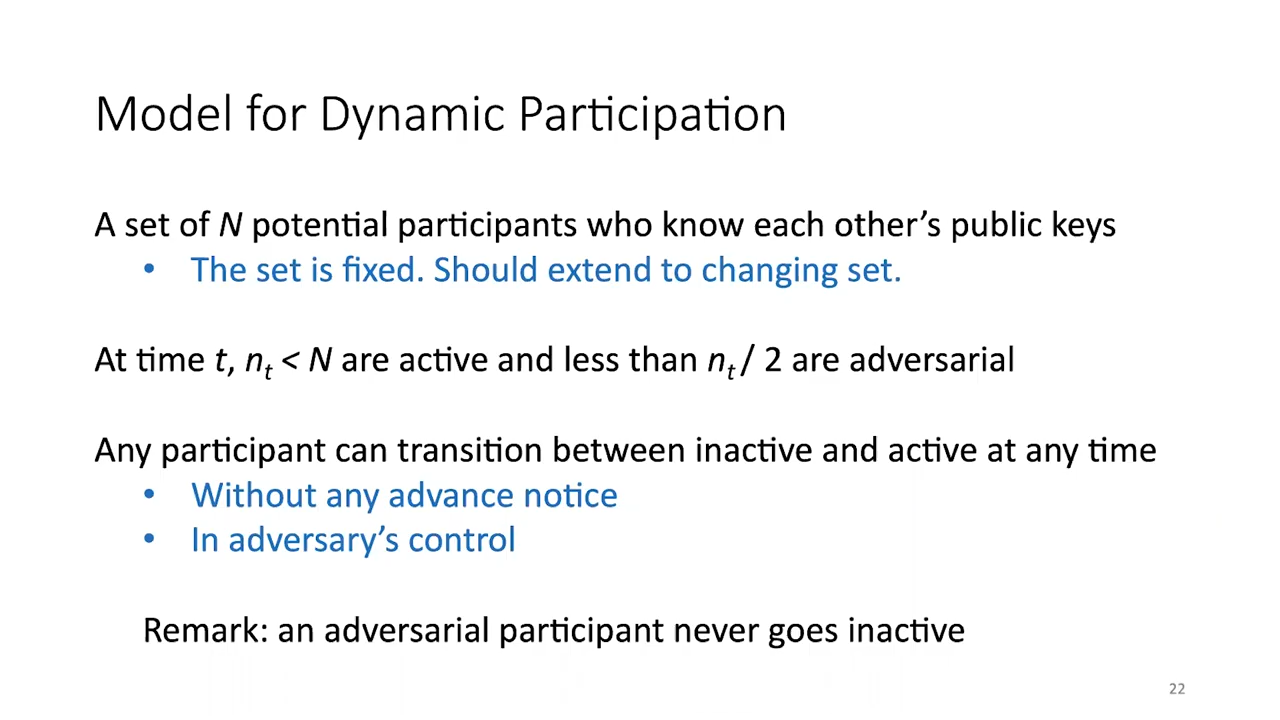 Model for Dynamic Participation
A set of N potential participants who know each other's public keys
• The set is fixed. Should extend to changing set.
At time t, nt < N are active and less than nt / 2 are adversarial
Any participant can transition between inactive and active at any time
• Without any advance notice
• In adversary's control
Remark: an adversarial participant never goes inactive
22